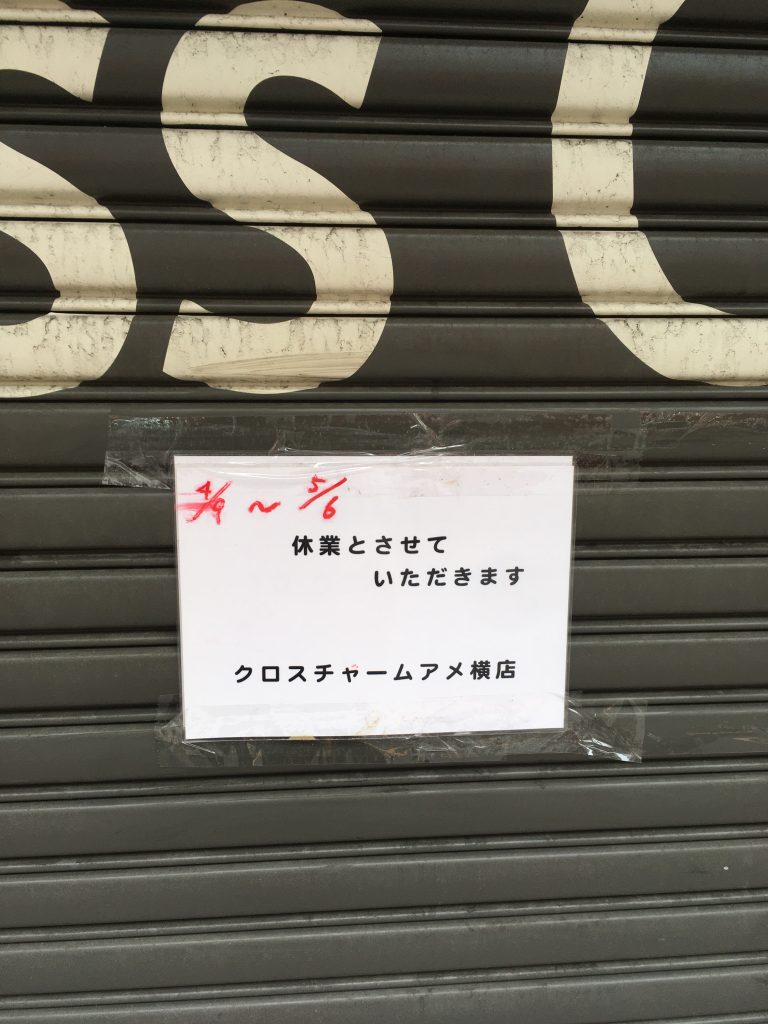 SS C
4/9 〜 5/6
休業とさせて
いただきます
クロスチャームアメ横店